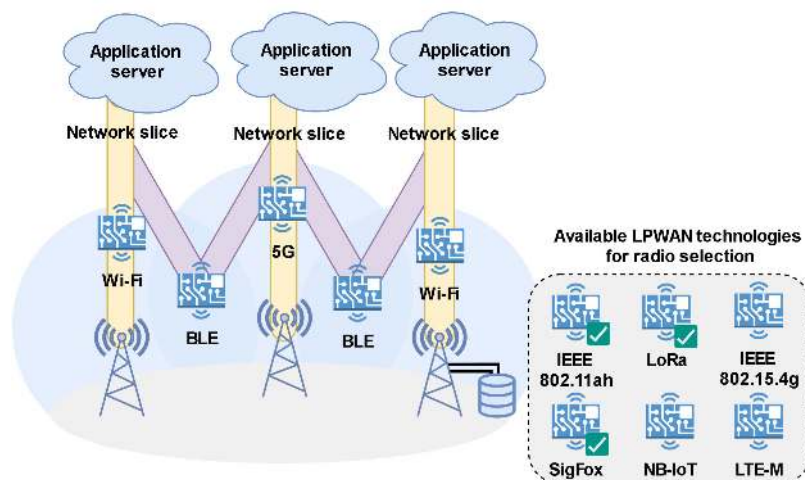 Application
server
Application
server
Application
server
Network slice
Network slice
Network slice
Wi-Fi
5G
Wi-Fi
BLE
BLE
Available LPWAN technologies
for radio selection
IEEE
802.11ah
LoRa
IEEE
802.15.4g
SigFox
NB-IoT
LTE-M